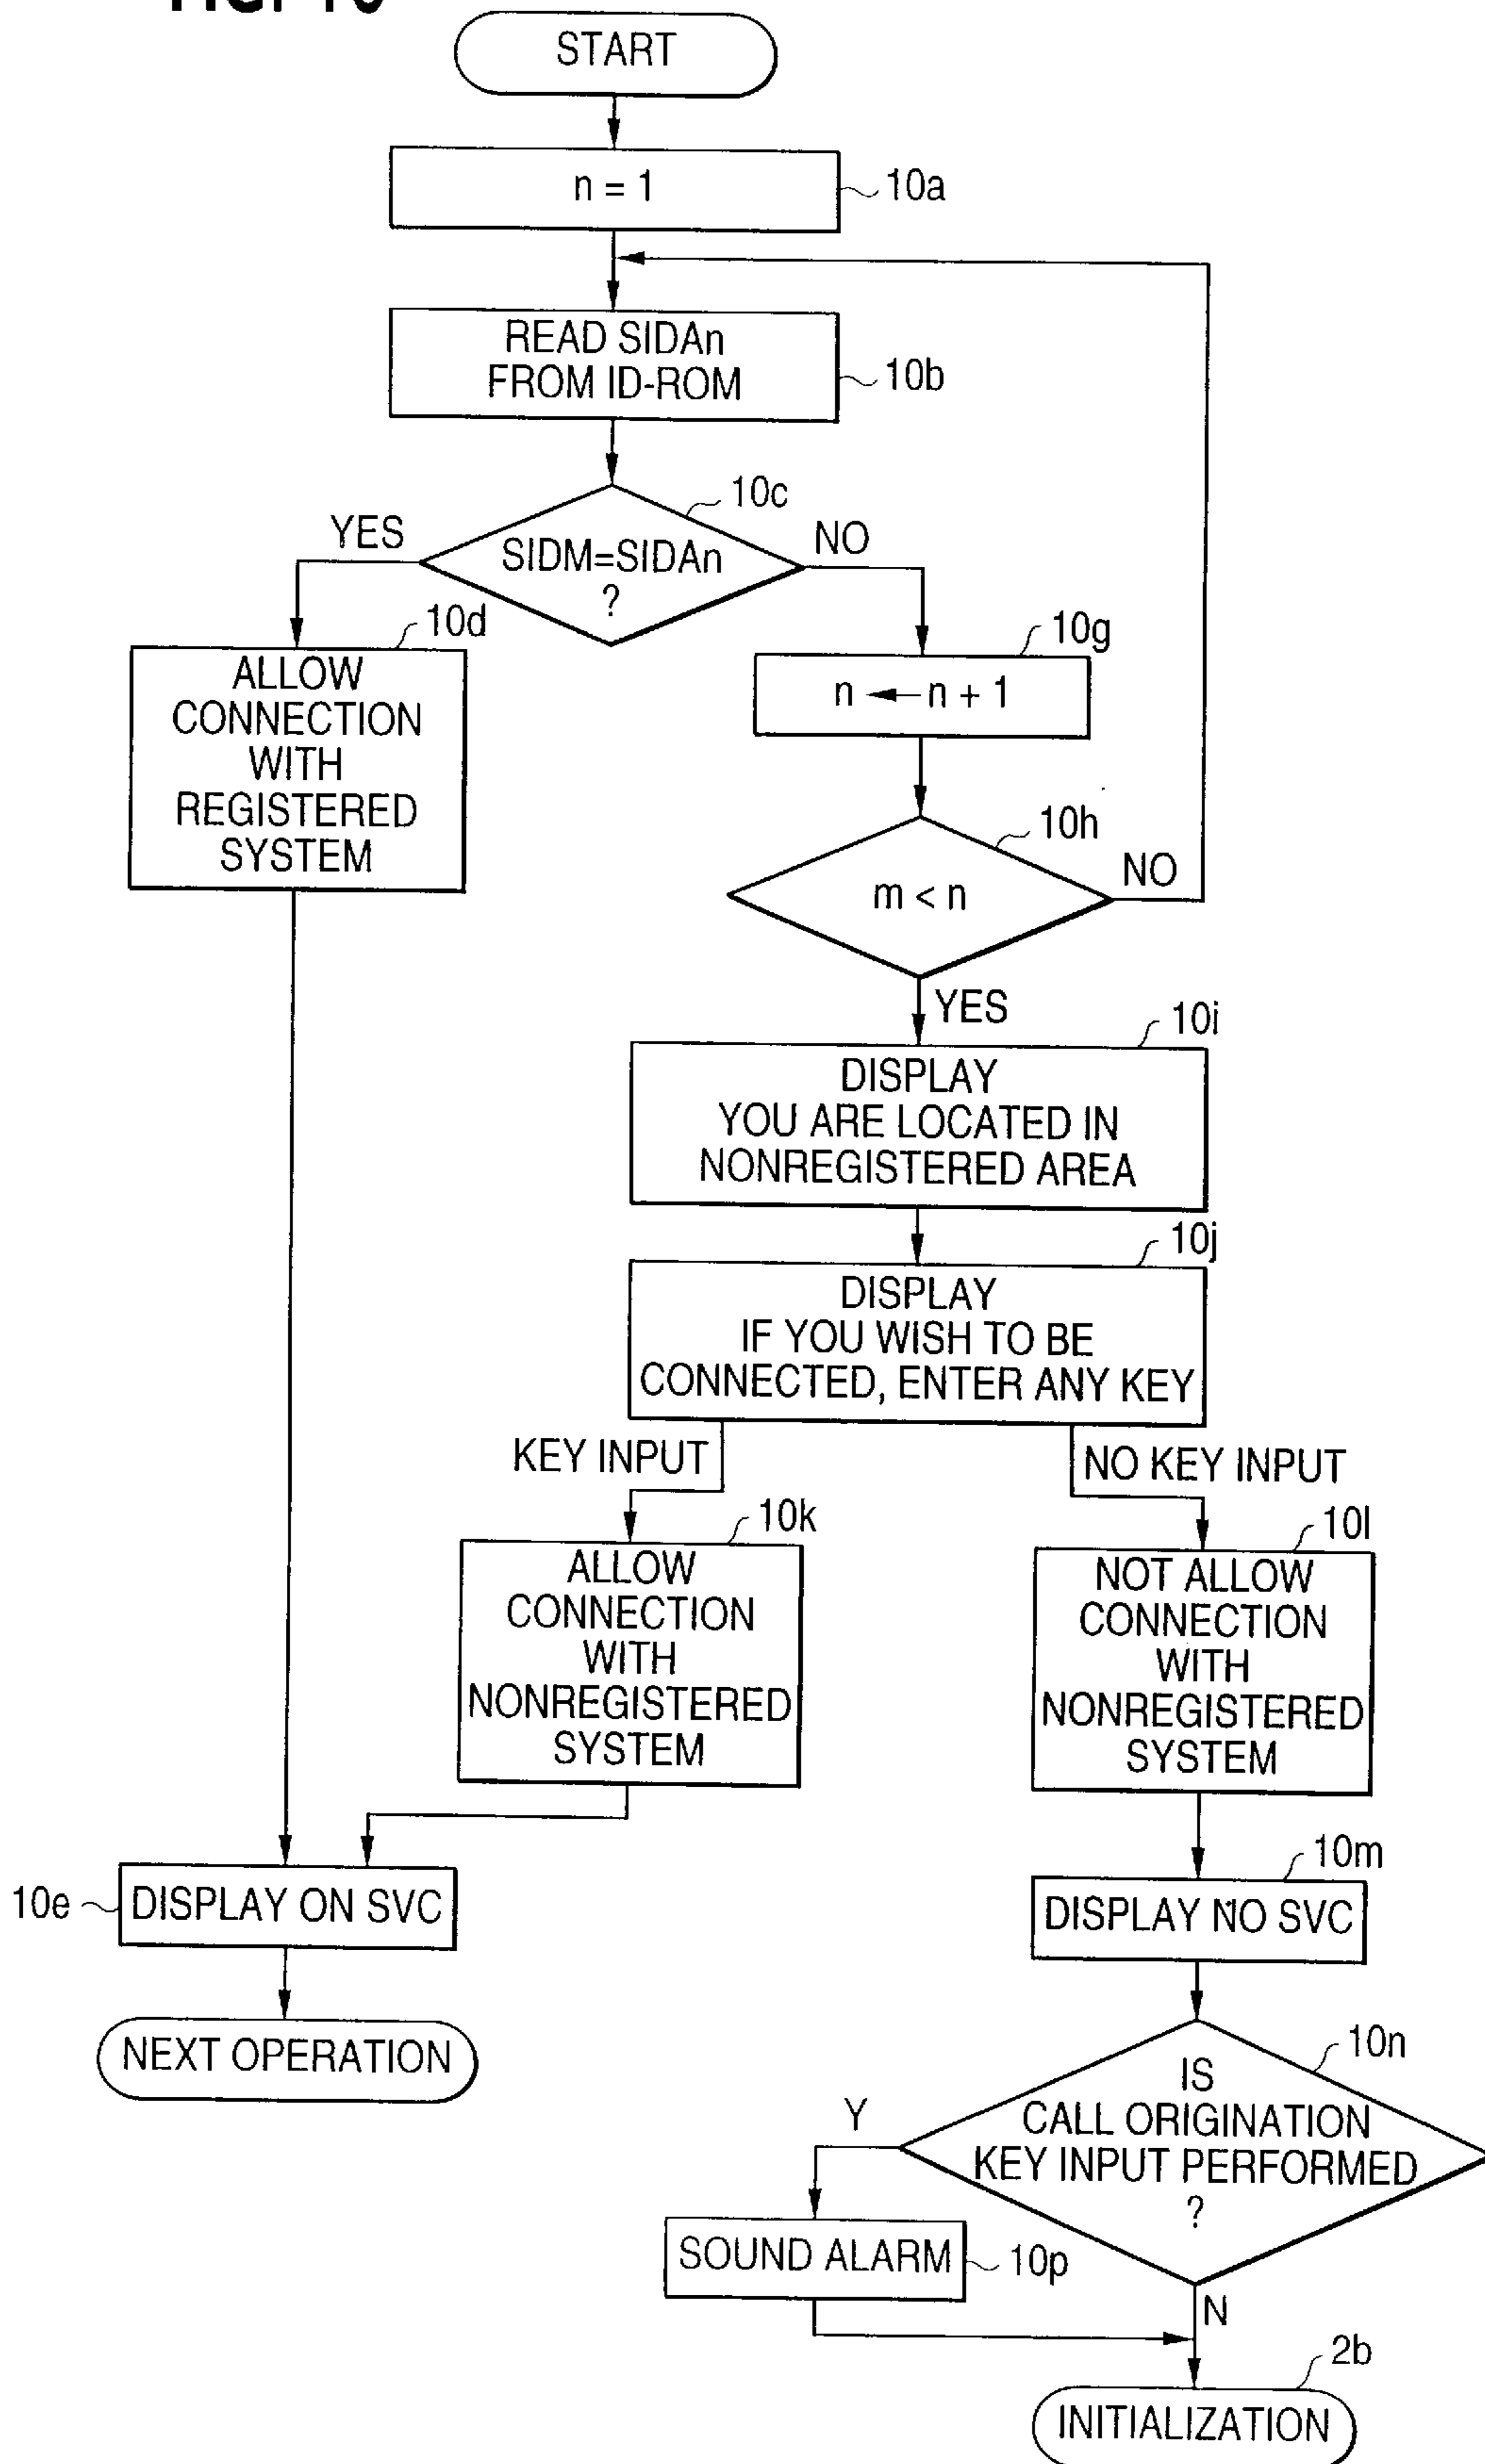 START
n = 1
10a
READ SIDAn
FROM ID-ROM
10b
10c
YES
NO
SIDM=SIDAn
?
10d
ALLOW
CONNECTION
WITH
REGISTERED
SYSTEM
10g
n ← n + 1
10h
NO
m < n
YES
10i
DISPLAY
YOU ARE LOCATED IN
NONREGISTERED AREA
10j
DISPLAY
IF YOU WISH TO BE
CONNECTED, ENTER ANY KEY
KEY INPUT
NO KEY INPUT
10k
ALLOW
CONNECTION
WITH
NONREGISTERED
SYSTEM
10l
NOT ALLOW
CONNECTION
WITH
NONREGISTERED
SYSTEM
10e
DISPLAY ON SVC
10m
DISPLAY NO SVC
NEXT OPERATION
10n
Y
IS
CALL ORIGINATION
KEY INPUT PERFORMED
?
SOUND ALARM
10p
N
2b
INITIALIZATION